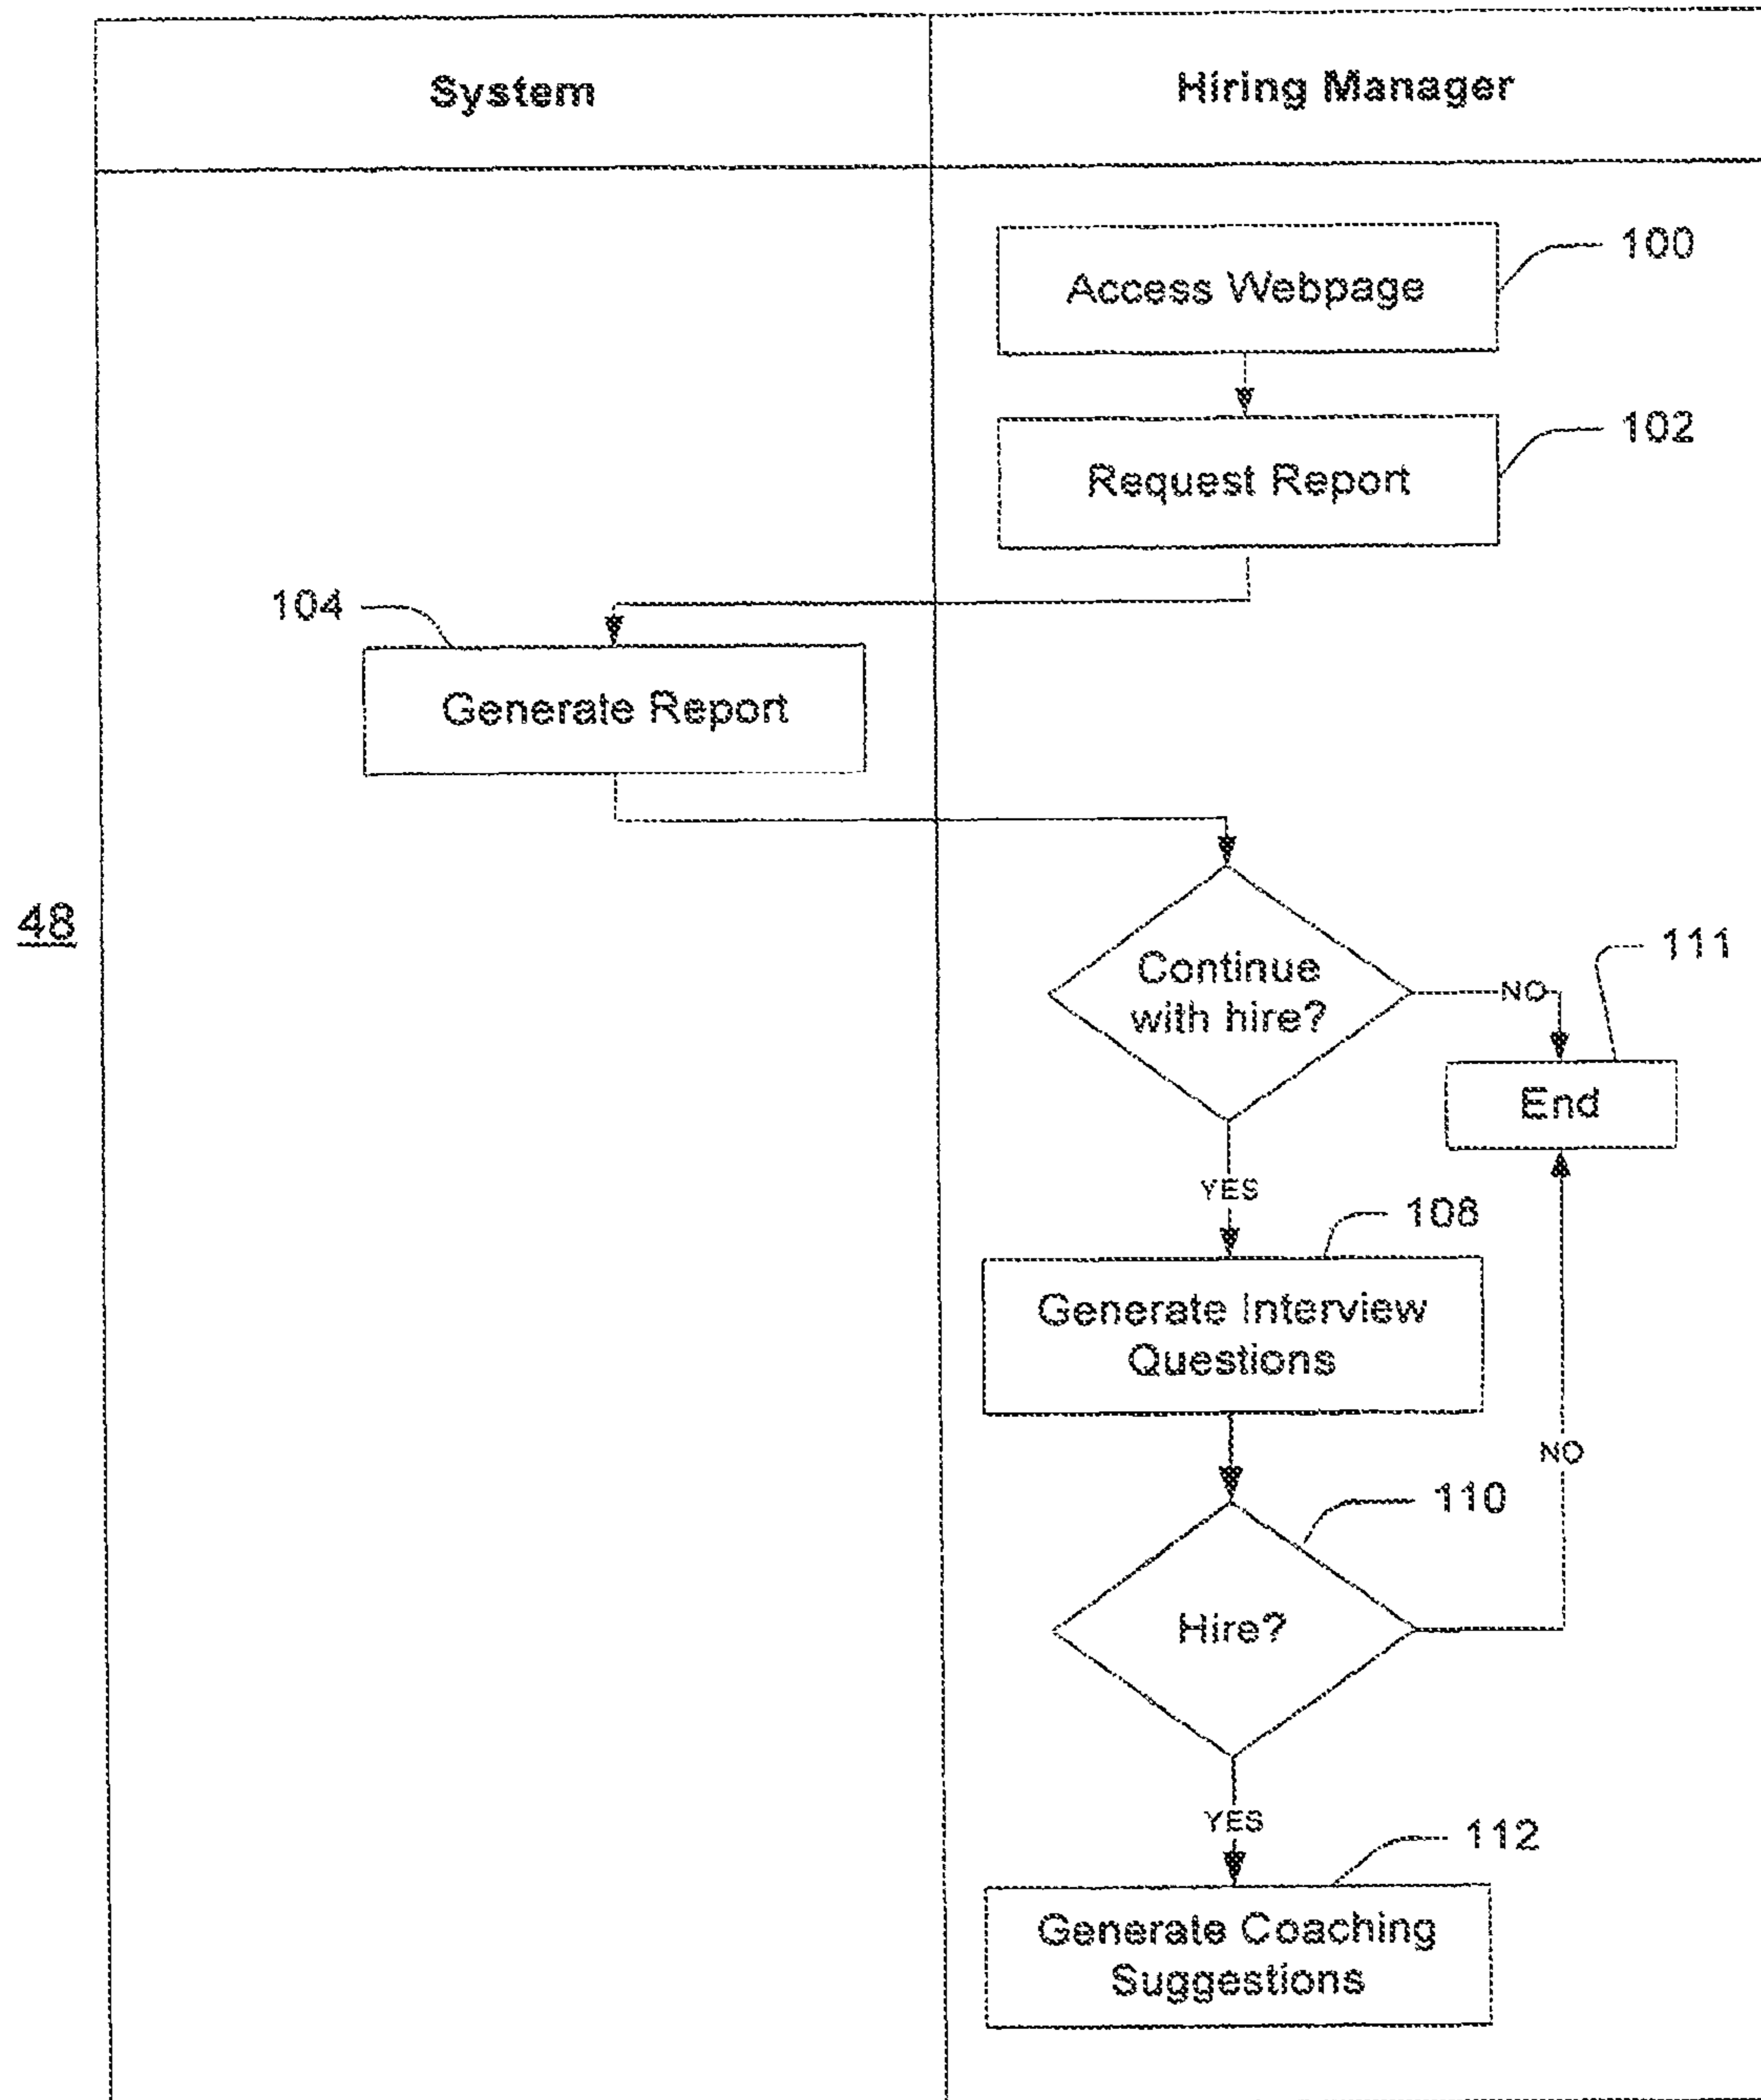 System
Hiring Manager
Access Webpage
100
Request Report
102
104
Generate Report
48
Continue
with hire?
NO
111
End
YES
108
Generate Interview
Questions
NO
110
Hire?
YES
112
Generate Coaching
Suggestions